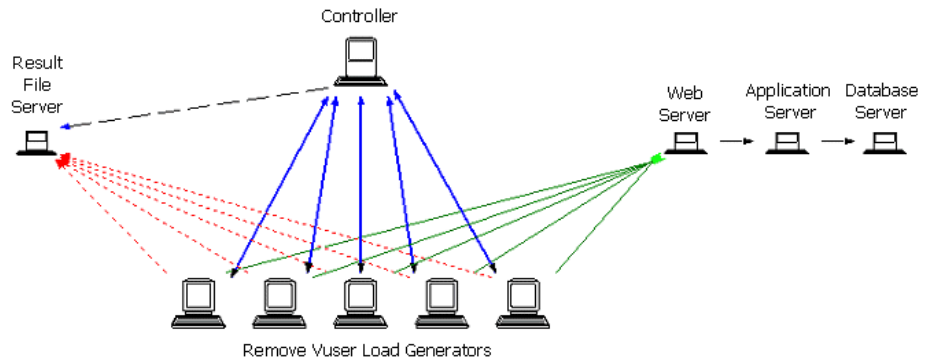 Controller
Result
File
Server
Web
Server
Application
Server
Database
Server
Remove Vuser Load Generators